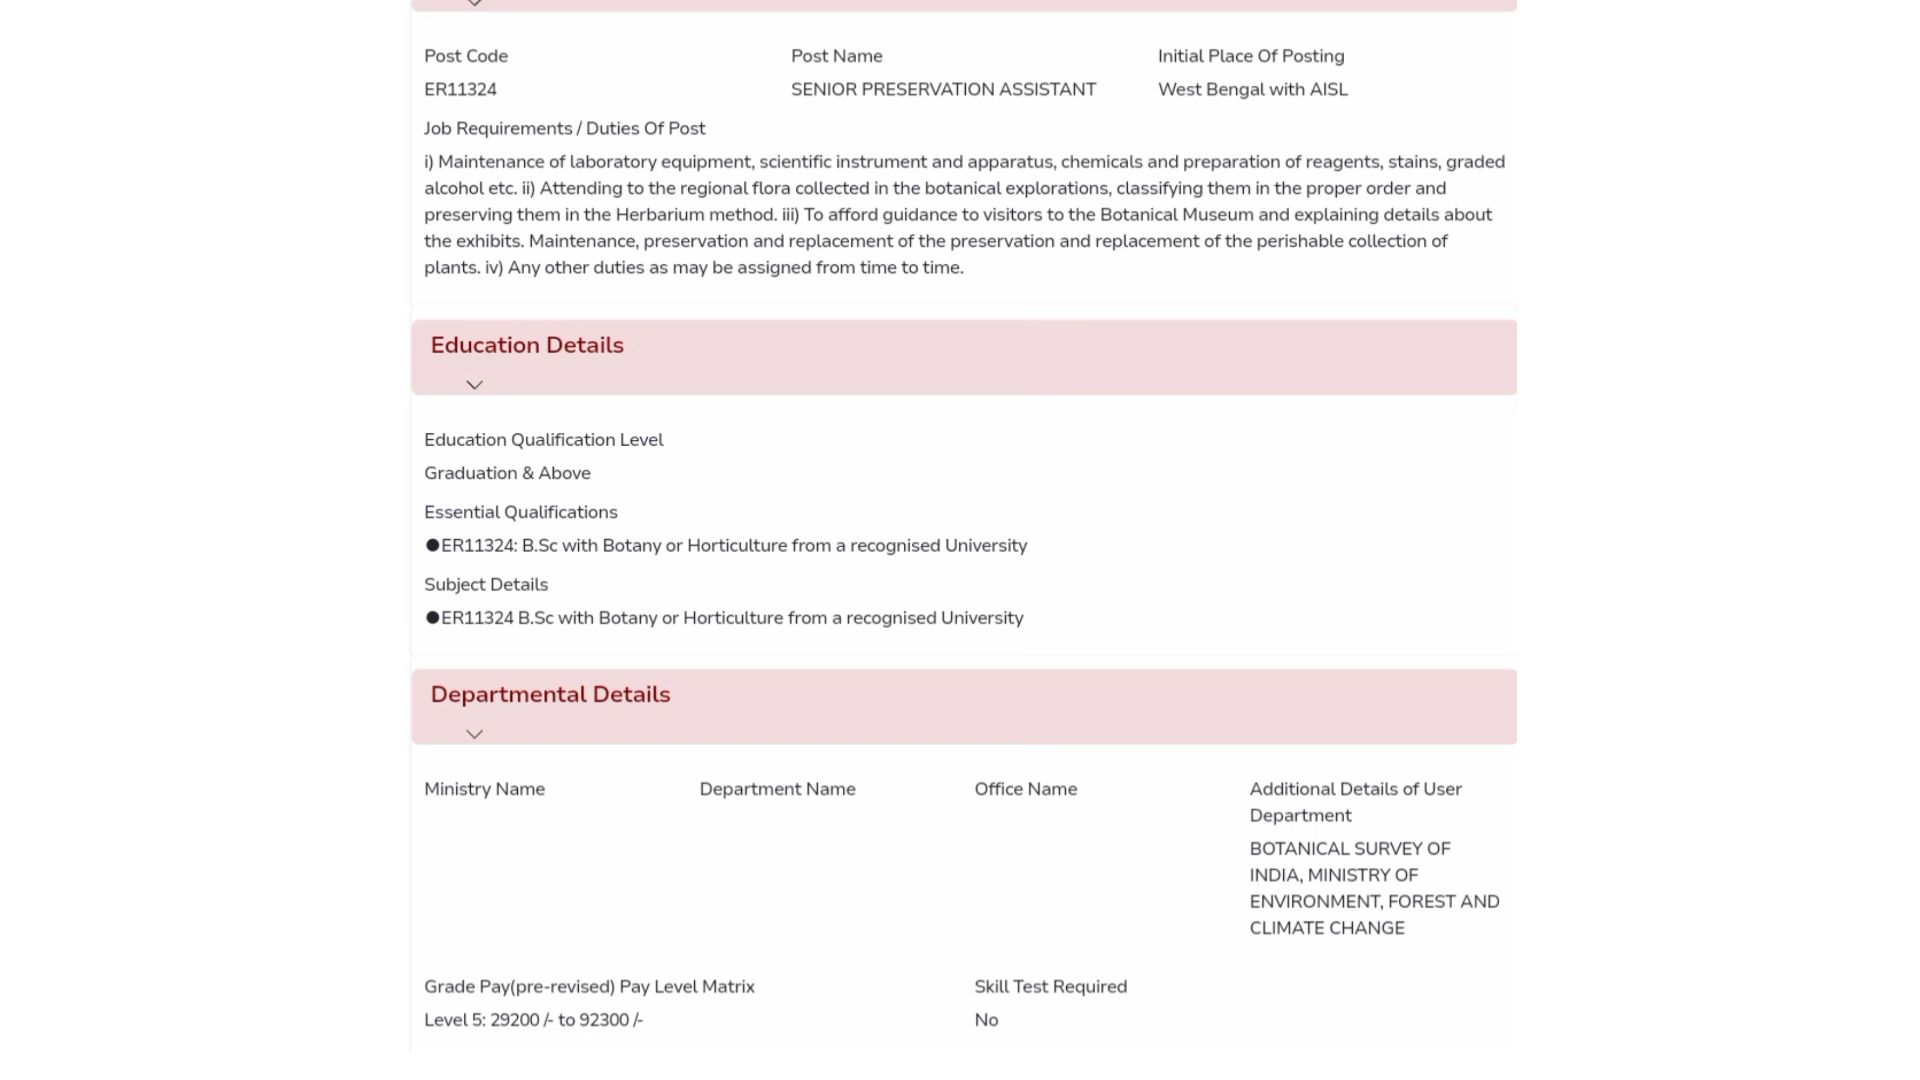 Post Code
Post Name
Initial Place Of Posting
ER11324
SENIOR PRESERVATION ASSISTANT
West Bengal with AISL
Job Requirements / Duties Of Post
i) Maintenance of laboratory equipment, scientific instrument and apparatus, chemicals and preparation of reagents, stains, graded
alcohol etc. ii) Attending to the regional flora collected in the botanical explorations, classifying them in the proper order and
preserving them in the Herbarium method. iii) To afford guidance to visitors to the Botanical Museum and explaining details about
the exhibits. Maintenance, preservation and replacement of the preservation and replacement of the perishable collection of
plants. iv) Any other duties as may be assigned from time to time.
Education Details
Education Qualification Level
Graduation & Above
Essential Qualifications
●ER11324: B.Sc with Botany or Horticulture from a recognised University
Subject Details
●ER11324 B.Sc with Botany or Horticulture from a recognised University
Departmental Details
Ministry Name
Department Name
Office Name
Additional Details of User
Department
BOTANICAL SURVEY OF
INDIA, MINISTRY OF
ENVIRONMENT, FOREST AND
CLIMATE CHANGE
Grade Pay(pre-revised) Pay Level Matrix
Skill Test Required
Level 5: 29200 /- to 92300 /-
No